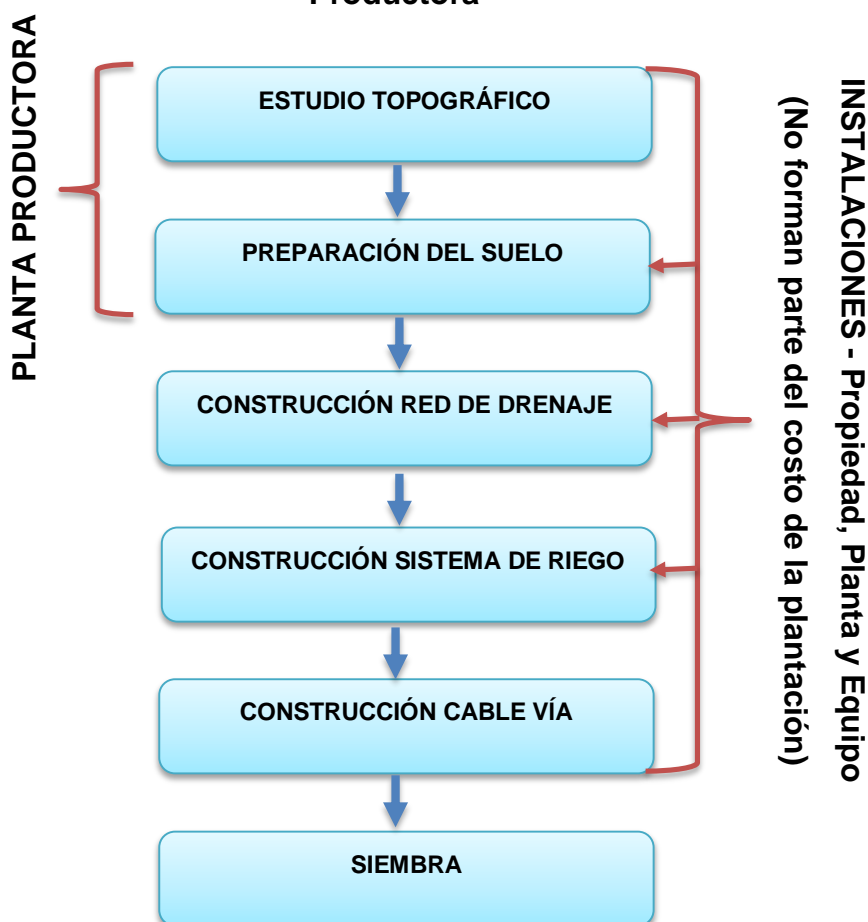 Productora
PLANTA PRODUCTORA
ESTUDIO TOPOGRÁFICO
PREPARACIÓN DEL SUELO
CONSTRUCCIÓN RED DE DRENAJE
CONSTRUCCIÓN SISTEMA DE RIEGO
CONSTRUCCIÓN CABLE VÍA
SIEMBRA
INSTALACIONES - Propiedad, Planta y Equipo
(No forman parte del costo de la plantación)